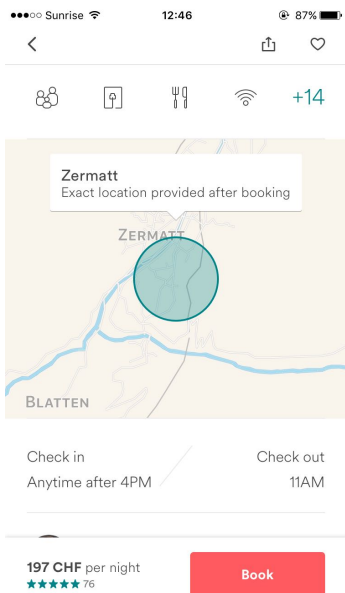 Sunrise 12:46 87%
+14
Zermatt
Exact location provided after booking
ZERMATT
BLATTEN
Check in Check out
Anytime after 4PM 11AM
197 CHF per night
76
Book